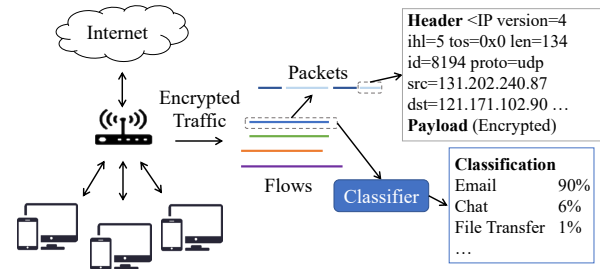 Internet
Encrypted
Traffic
Packets
Flows
Header <IP version=4
ihl=5 tos=0x0 len=134
id=8194 proto=udp
src=131.202.240.87
dst=121.171.102.90 …
Payload (Encrypted)
Classifier
Classification
Email 90%
Chat 6%
File Transfer 1%
…